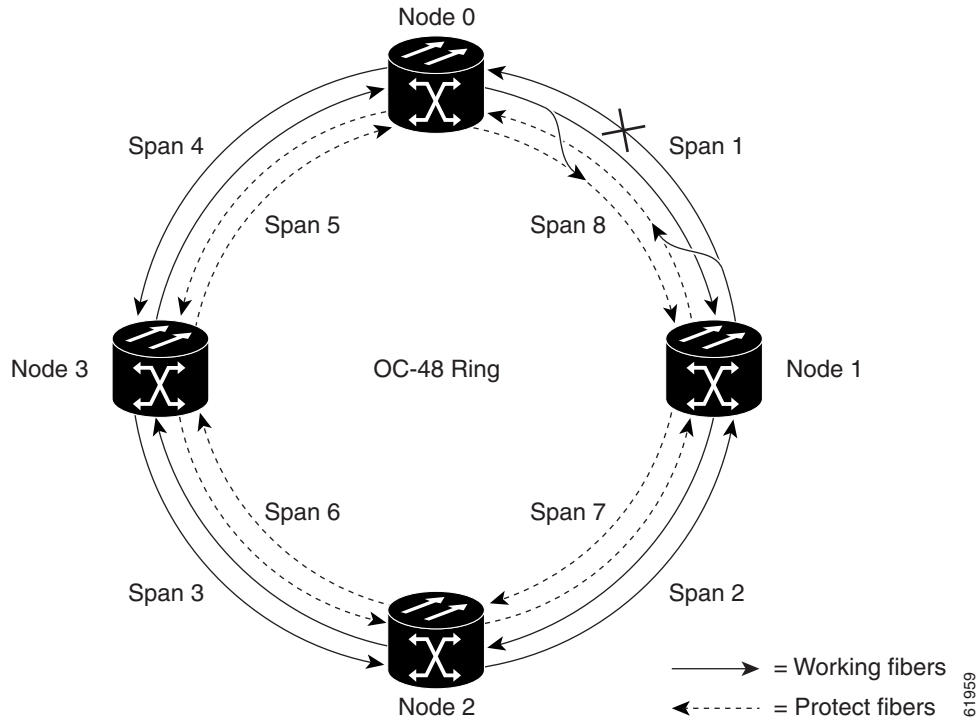 Node 0
Span 4
Span 1
Span 5
Span 8
Node 3
OC-48 Ring
Node 1
Span 6
Span 7
Span 3
Span 2
Node 2
= Working fibers
= Protect fibers
61959